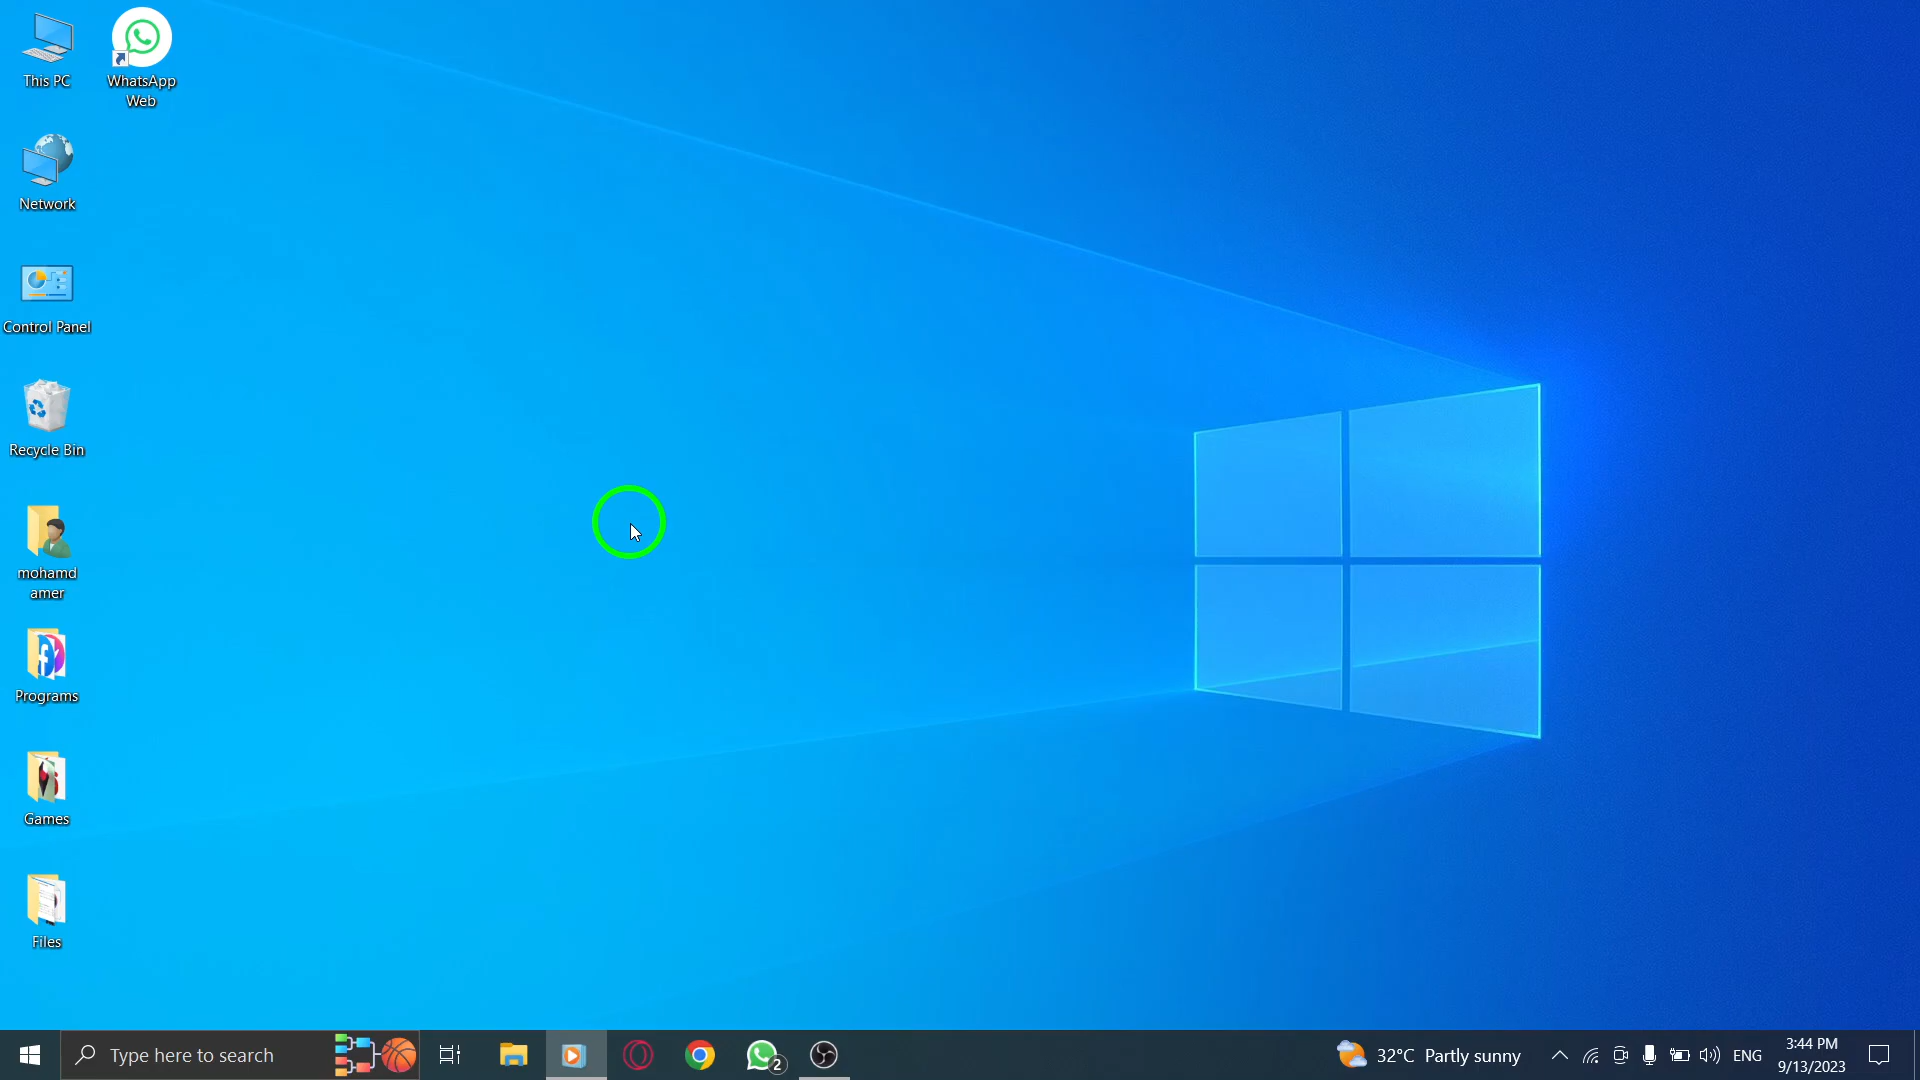 This PC
WhatsApp
Web
Network
Control Panel
Recycle Bin
mohamd
amer
Programs
Games
Files
Type here to search
2
32°C Partly sunny
ENG
3:44 PM
9/13/2023